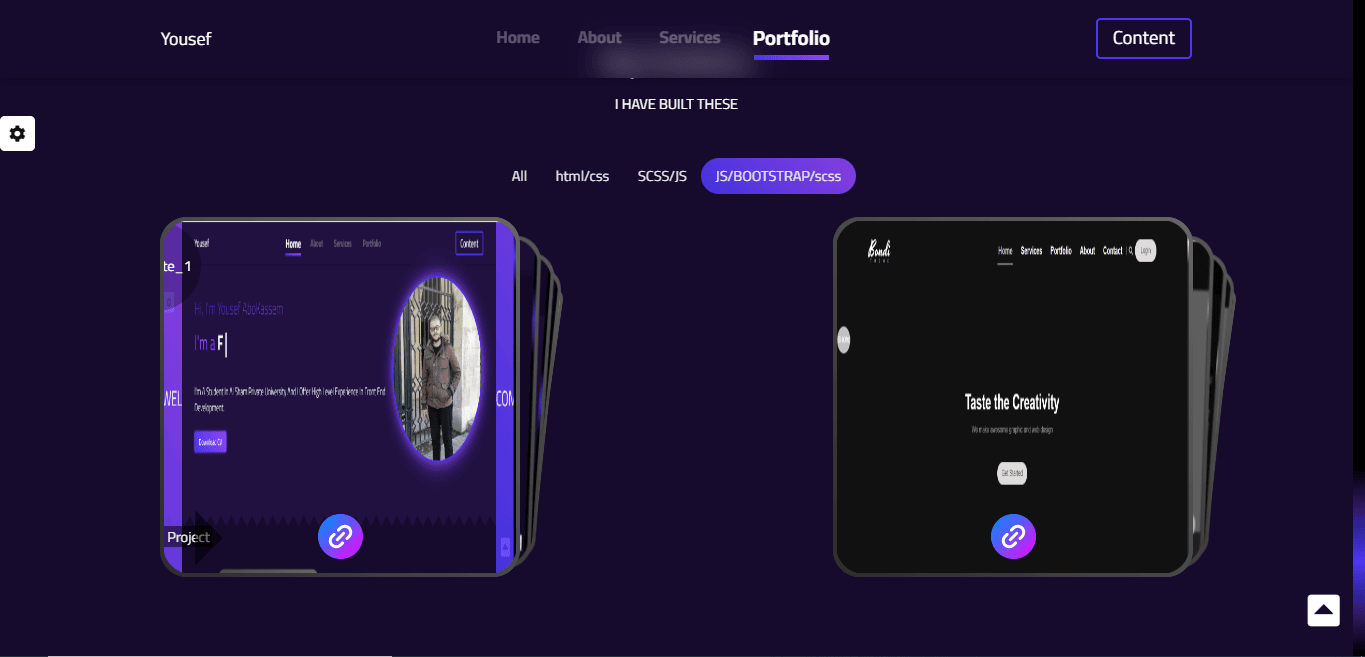 Yousef
Home About Services Portfolio
Content
I HAVE BUILT THESE
All html/css SCSS/JS JS/BOOTSTRAP/scss
Yousef
Home About Services Portfolio
Content
te_1
Hi, I'm Yousef AboKassem
I'm a F
I'm A Student In Al Sham Private University And I Offer High Level Experience In Front End
Development.
WEL
COM
Download CV
Project
Bondi
THEME
Home Services Portfolio About Contact Login
Taste the Creativity
We make awesome graphic and web design
Get Started